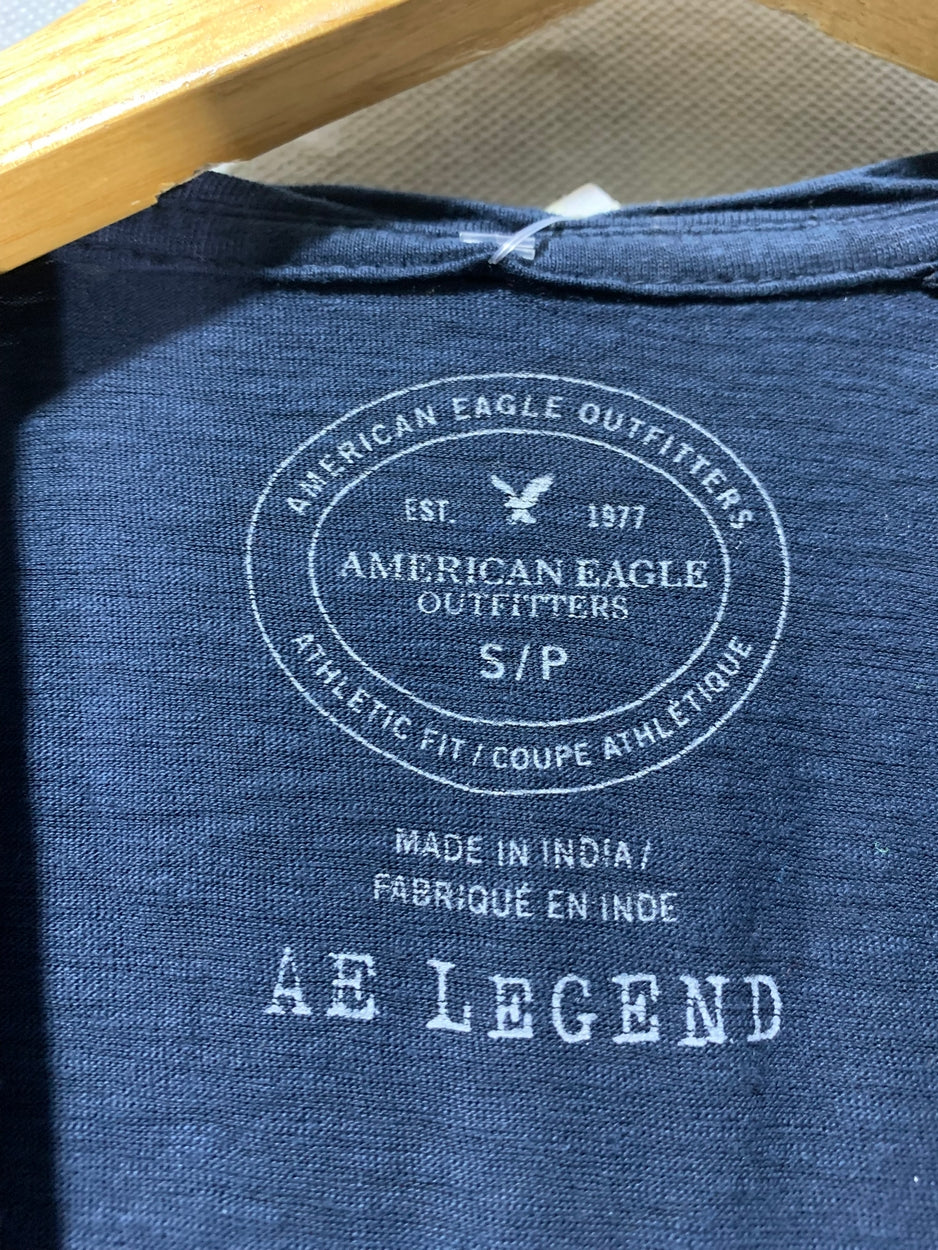 AMERICAN EAGLE OUTFITTERS
EST. 1977
AMERICAN EAGLE
OUTFITTERS
S/P
ATHLETIC FIT / COUPE ATHLÉTIQUE
MADE IN INDIA /
FABRIQUÉ EN INDE
AE LEGEND